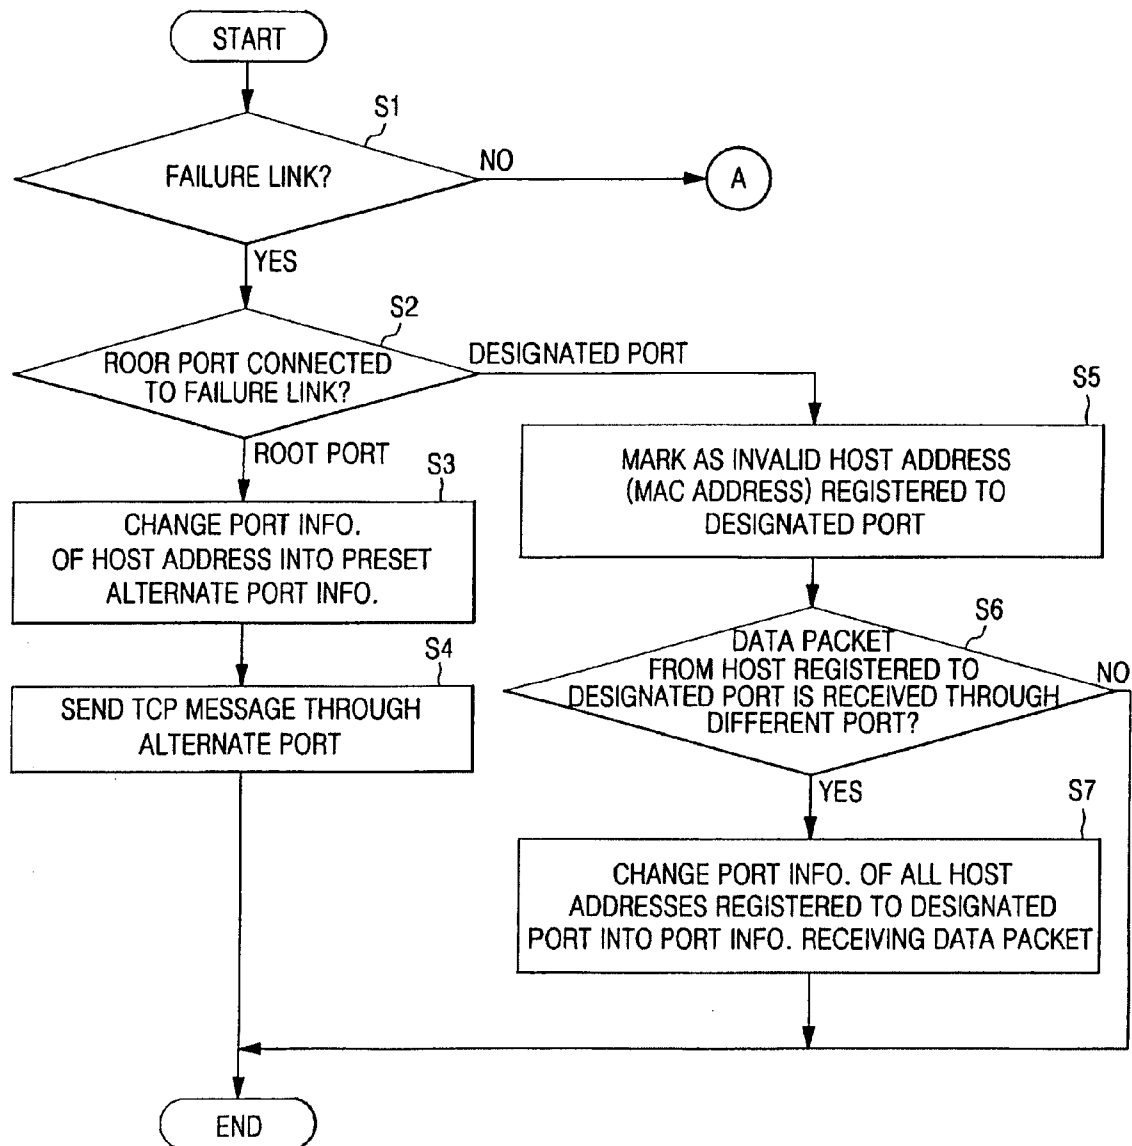 START
S1
FAILURE LINK?
NO
A
YES
S2
ROOR PORT CONNECTED
TO FAILURE LINK?
DESIGNATED PORT
ROOT PORT
S3
CHANGE PORT INFO.
OF HOST ADDRESS INTO PRESET
ALTERNATE PORT INFO.
S4
SEND TCP MESSAGE THROUGH
ALTERNATE PORT
S5
MARK AS INVALID HOST ADDRESS
(MAC ADDRESS) REGISTERED TO
DESIGNATED PORT
S6
DATA PACKET
FROM HOST REGISTERED TO
DESIGNATED PORT IS RECEIVED THROUGH
DIFFERENT PORT?
NO
YES
S7
CHANGE PORT INFO. OF ALL HOST
ADDRESSES REGISTERED TO DESIGNATED
PORT INTO PORT INFO. RECEIVING DATA PACKET
END